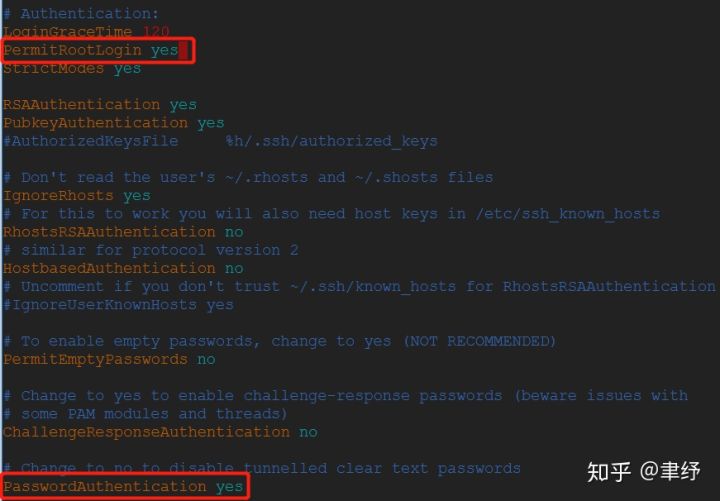 # Authentication:
LoginGraceTime 120
PermitRootLogin yes
StrictModes yes
RSAAuthentication yes
PubkeyAuthentication yes
#AuthorizedKeysFile     %h/.ssh/authorized_keys
# Don't read the user's ~/.rhosts and ~/.shosts files
IgnoreRhosts yes
# For this to work you will also need host keys in /etc/ssh_known_hosts
RhostsRSAAuthentication no
# similar for protocol version 2
HostbasedAuthentication no
# Uncomment if you don't trust ~/.ssh/known_hosts for RhostsRSAAuthentication
#IgnoreUserKnownHosts yes
# To enable empty passwords, change to yes (NOT RECOMMENDED)
PermitEmptyPasswords no
# Change to yes to enable challenge-response passwords (beware issues with
# some PAM modules and threads)
ChallengeResponseAuthentication no
# Change to no to disable tunnelled clear text passwords
PasswordAuthentication yes
知乎 @聿纾